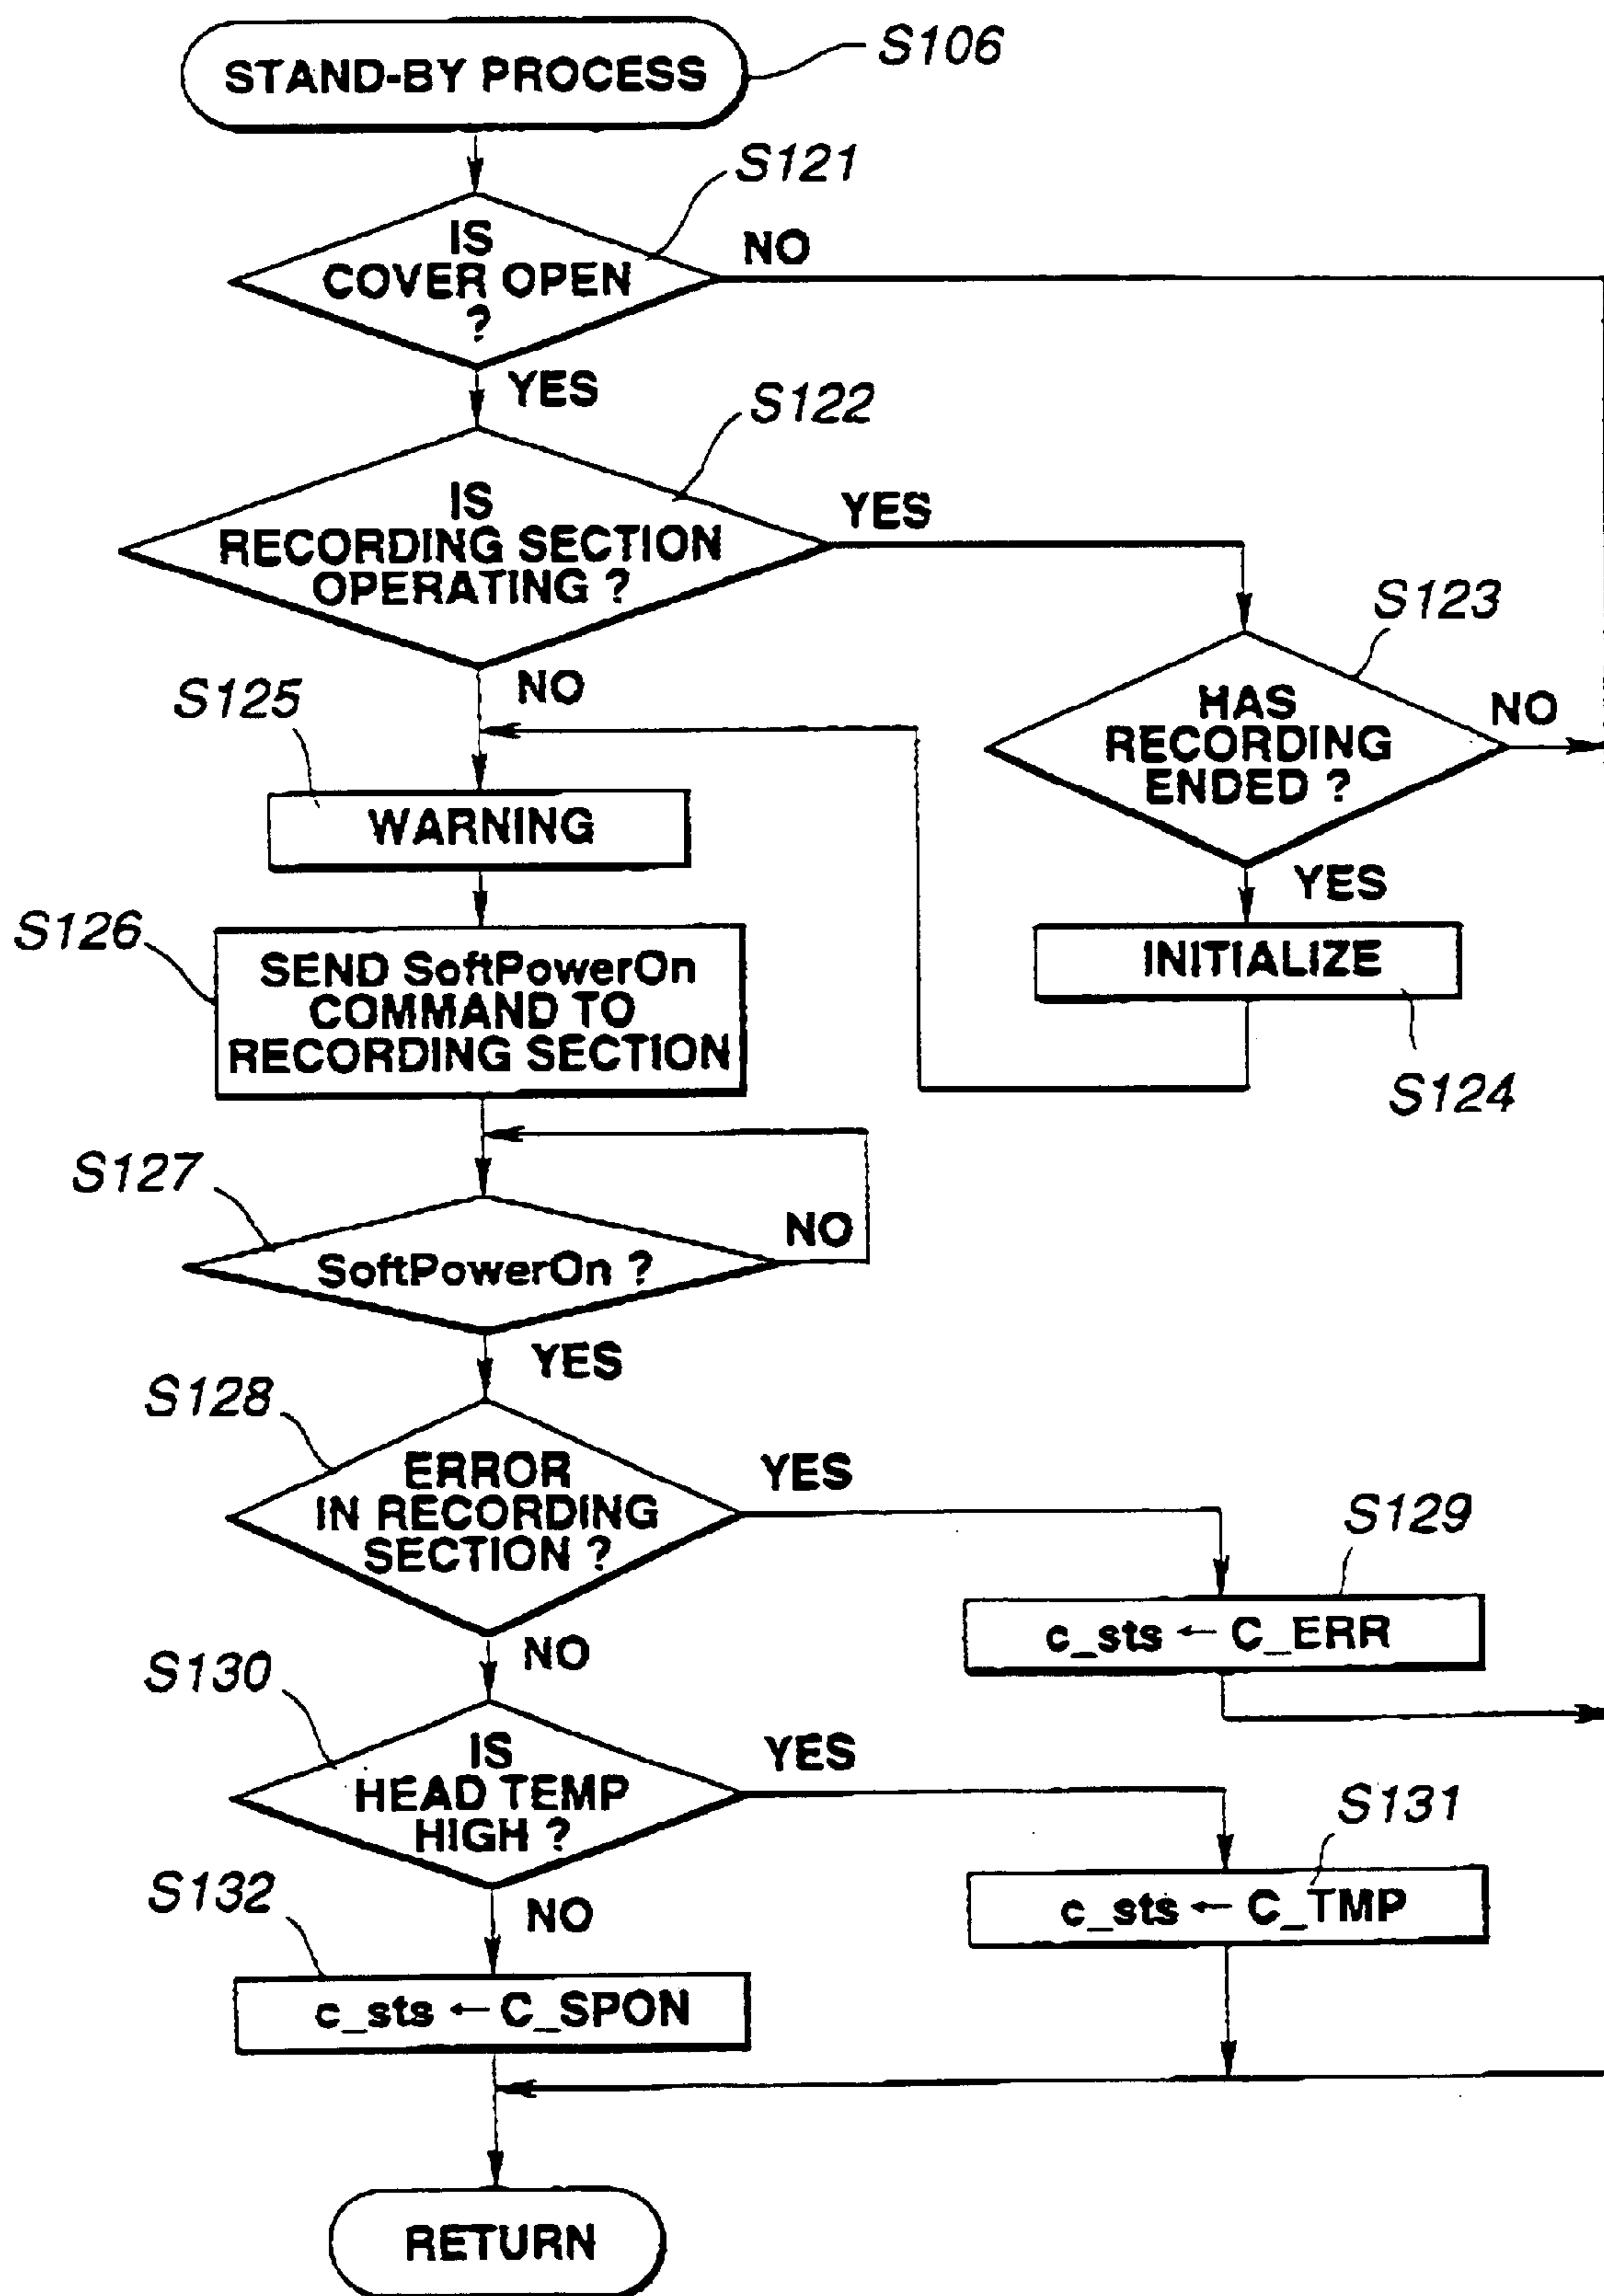 STAND-BY PROCESS
S106
S121
IS
COVER OPEN
?
NO
YES
S122
IS
RECORDING SECTION
OPERATING ?
YES
NO
S123
HAS
RECORDING
ENDED ?
NO
YES
INITIALIZE
S124
S125
WARNING
S126
SEND SoftPowerOn
COMMAND TO
RECORDING SECTION
S127
SoftPowerOn ?
NO
YES
S128
ERROR
IN RECORDING
SECTION ?
YES
S129
c_sts ← C_ERR
NO
S130
IS
HEAD TEMP
HIGH ?
YES
S131
c_sts ← C_TMP
NO
S132
c_sts ← C_SPON
RETURN